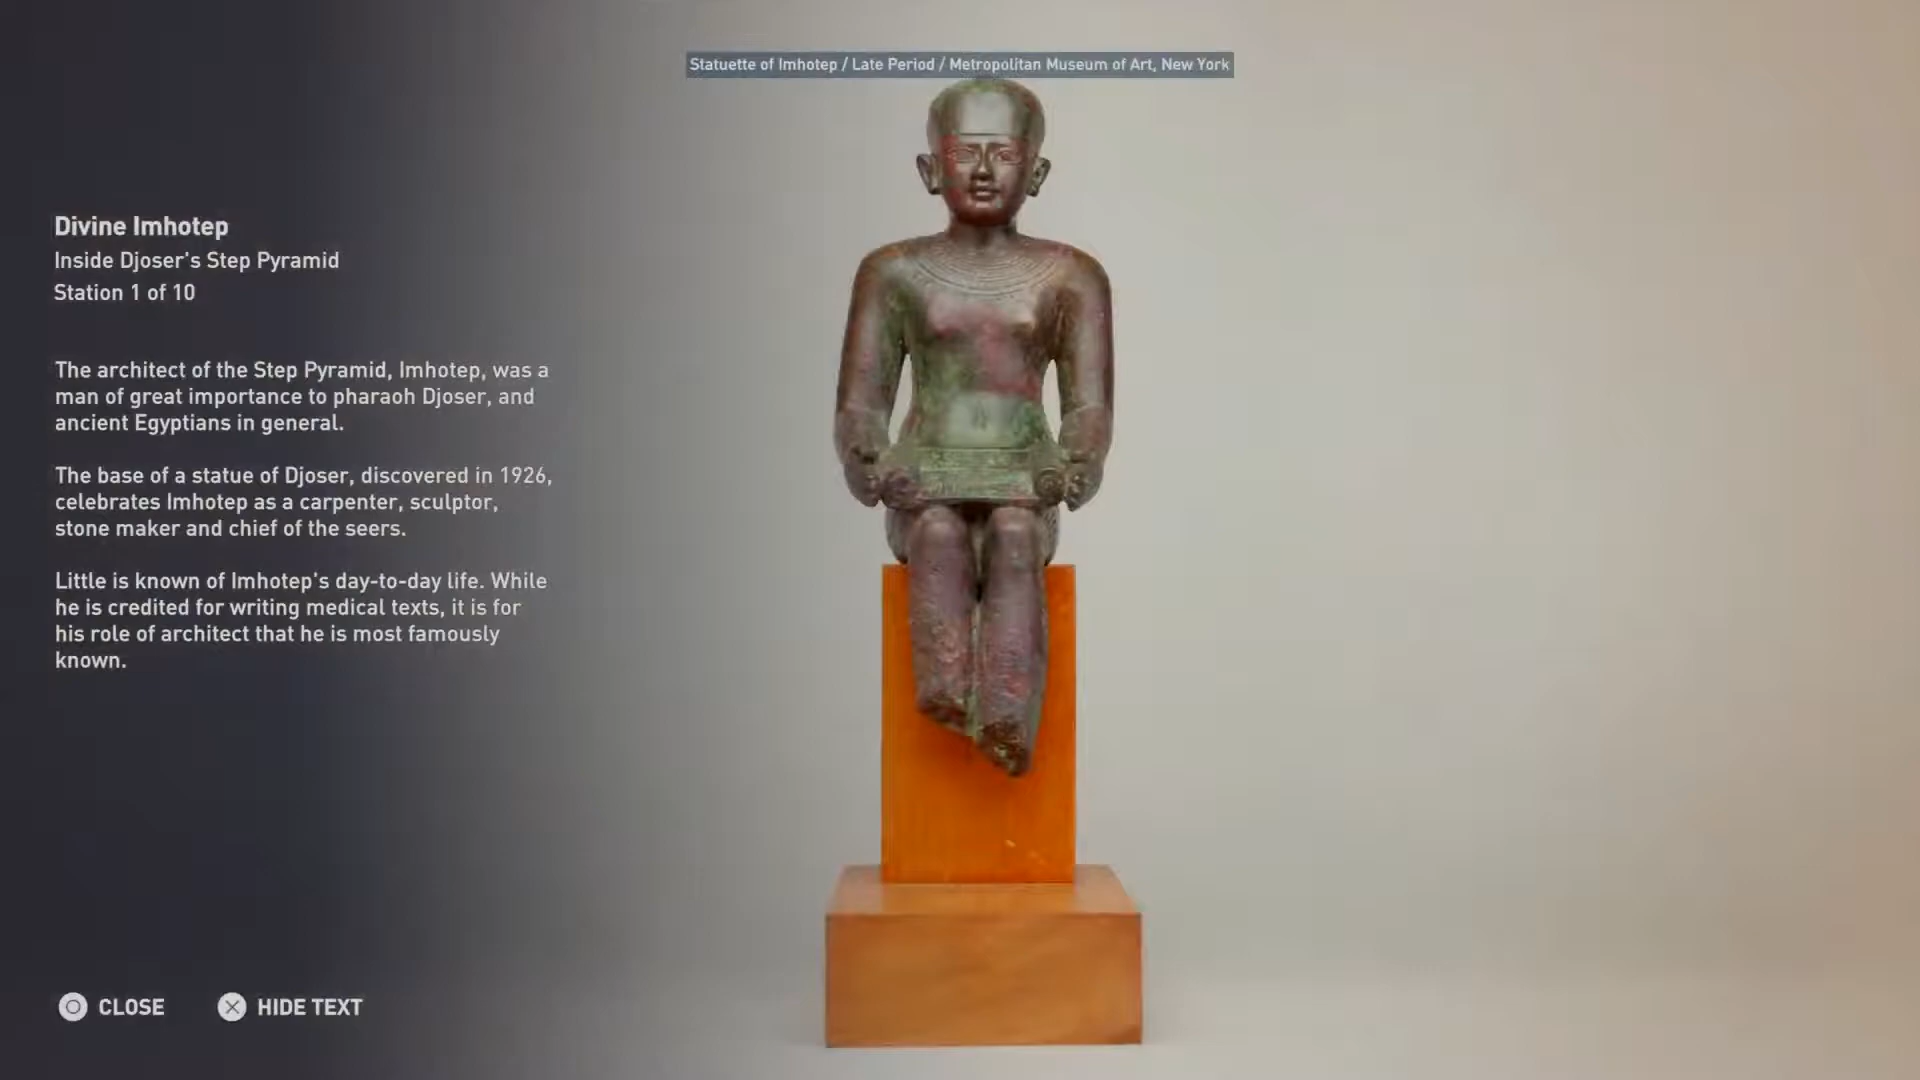 Statuette of Imhotep / Late Period / Metropolitan Museum of Art, New York
Divine Imhotep
Inside Djoser's Step Pyramid
Station 1 of 10
The architect of the Step Pyramid, Imhotep, was a
man of great importance to pharaoh Djoser, and
ancient Egyptians in general.
The base of a statue of Djoser, discovered in 1926,
celebrates Imhotep as a carpenter, sculptor,
stone maker and chief of the seers.
Little is known of Imhotep's day-to-day life. While
he is credited for writing medical texts, it is for
his role of architect that he is most famously
known.
CLOSE HIDE TEXT